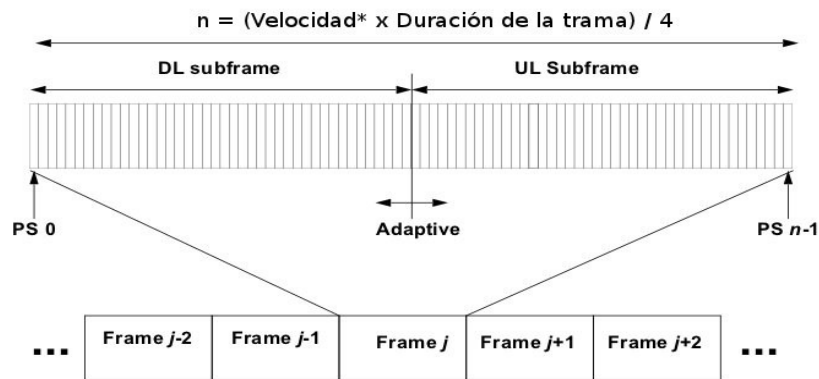 n = (Velocidad* x Duración de la trama) / 4
DL subframe UL Subframe
PS 0 Adaptive PS n-1
... Frame j-2 Frame j-1 Frame j Frame j+1 Frame j+2 ...